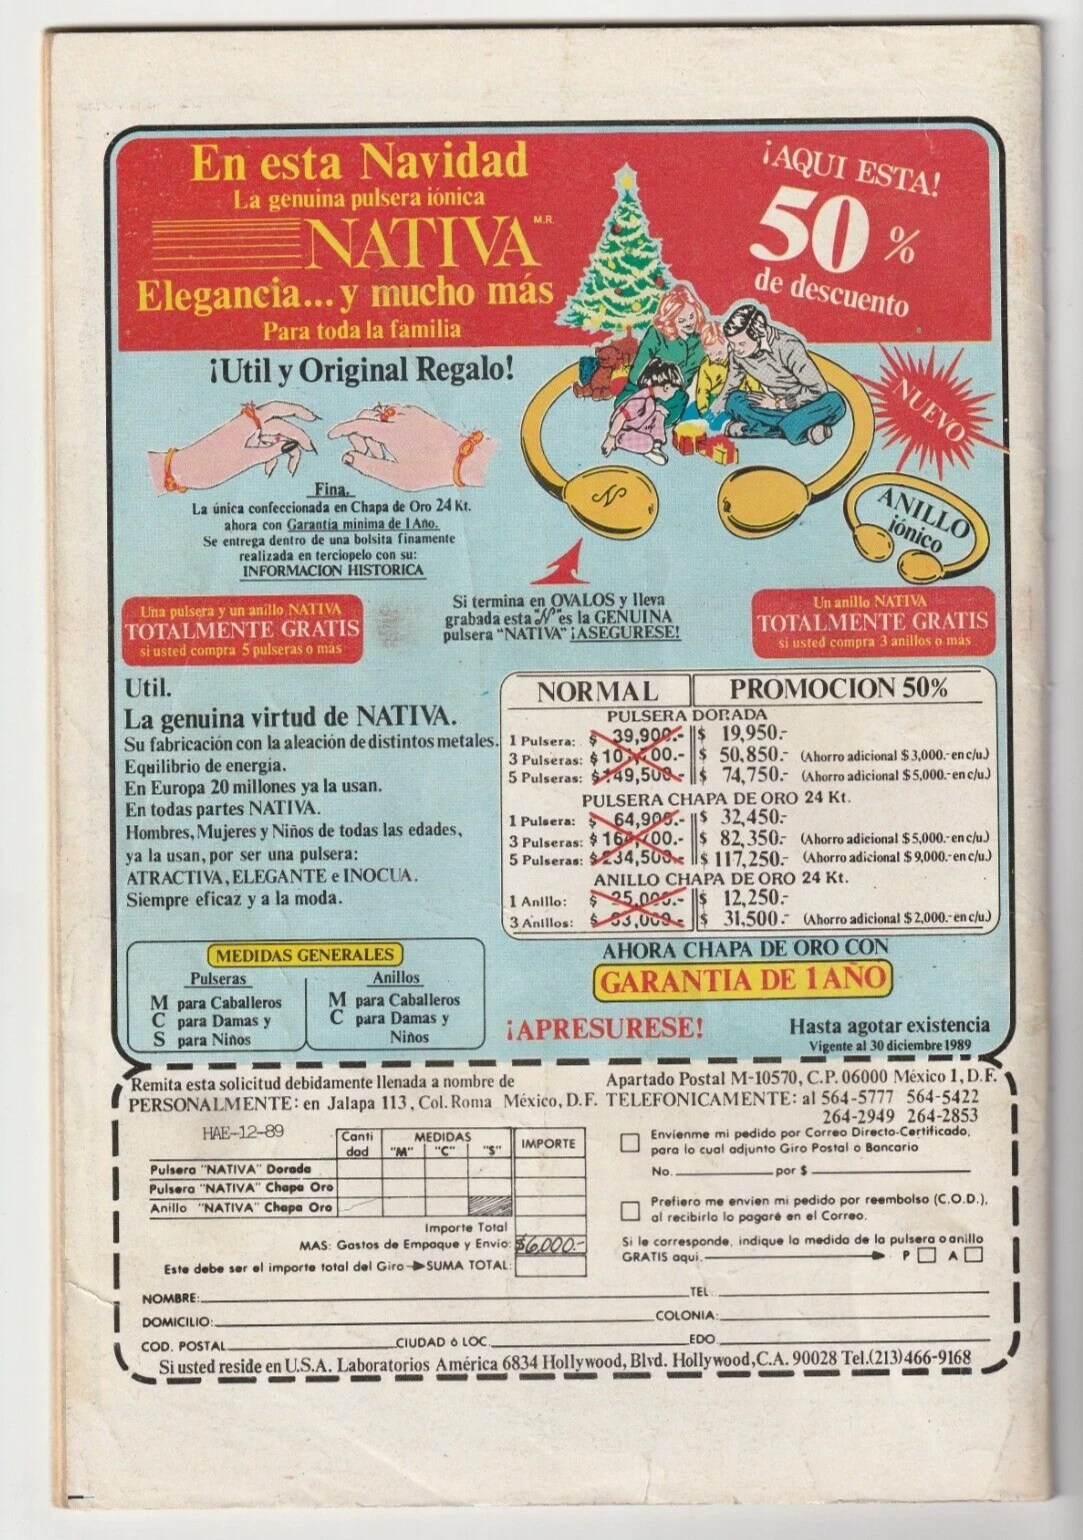 En esta Navidad
La genuina pulsera iónica
NATIVA M.R.
Elegancia... y mucho más
Para toda la familia
¡AQUI ESTA!
50 %
de descuento
¡Util y Original Regalo!
NUEVO
ANILLO
iónico
N
Fina.
La única confeccionada en Chapa de Oro 24 Kt.
ahora con Garantía mínima de 1 Año.
Se entrega dentro de una bolsita finamente
realizada en terciopelo con su:
INFORMACION HISTORICA
Una pulsera y un anillo NATIVA
TOTALMENTE GRATIS
si usted compra 5 pulseras o más
Si termina en OVALOS y lleva
grabada esta "N" es la GENUINA
pulsera "NATIVA" ¡ASEGURESE!
Un anillo NATIVA
TOTALMENTE GRATIS
si usted compra 3 anillos o más
Util.
La genuina virtud de NATIVA.
Su fabricación con la aleación de distintos metales.
Equilibrio de energía.
En Europa 20 millones ya la usan.
En todas partes NATIVA.
Hombres, Mujeres y Niños de todas las edades,
ya la usan, por ser una pulsera:
ATRACTIVA, ELEGANTE e INOCUA.
Siempre eficaz y a la moda.
NORMAL PROMOCION 50%
PULSERA DORADA
1 Pulsera: $ 39,900.- $ 19,950.-
3 Pulseras: $ $ 50,850.- (Ahorro adicional $3,000.- en c/u.)
5 Pulseras: $ 149,500.- $ 74,750.- (Ahorro adicional $5,000.- en c/u.)
PULSERA CHAPA DE ORO 24 Kt.
1 Pulsera: $ 64,900.- $ 32,450.-
3 Pulseras: $ $ 82,350.- (Ahorro adicional $5,000.- en c/u.)
5 Pulseras: $ 234,500.- $ 117,250.- (Ahorro adicional $9,000.- en c/u.)
ANILLO CHAPA DE ORO 24 Kt.
1 Anillo: $ $ 12,250.-
3 Anillos: $ 63,000.- $ 31,500.- (Ahorro adicional $2,000.- en c/u.)
MEDIDAS GENERALES
Pulseras Anillos
M para Caballeros M para Caballeros
C para Damas y C para Damas y
S para Niños Niños
AHORA CHAPA DE ORO CON
GARANTIA DE 1 AÑO
¡APRESURESE!
Hasta agotar existencia
Vigente al 30 diciembre 1989
Remita esta solicitud debidamente llenada a nombre de Apartado Postal M-10570, C.P. 06000 México 1, D.F.
PERSONALMENTE: en Jalapa 113, Col. Roma México, D.F. TELEFONICAMENTE: al 564-5777 564-5422
264-2949 264-2853
HAE-12-89
Canti dad MEDIDAS IMPORTE
"M" "C" "S"
Pulsera "NATIVA" Dorada
Pulsera "NATIVA" Chapa Oro
Anillo "NATIVA" Chapa Oro
Importe Total
MAS: Gastos de Empaque y Envío: $6,000.-
Este debe ser el importe total del Giro SUMA TOTAL:
Envíenme mi pedido por Correo Directo-Certificado,
para lo cual adjunto Giro Postal o Bancario
No. por $
Prefiero me envíen mi pedido por reembolso (C.O.D.),
al recibirlo lo pagaré en el Correo.
Si le corresponde, indique la medida de la pulsera o anillo
GRATIS aquí. P A
NOMBRE: TEL.
DOMICILIO: COLONIA:
COD. POSTAL CIUDAD ó LOC. EDO
Si usted reside en U.S.A. Laboratorios América 6834 Hollywood, Blvd. Hollywood, C.A. 90028 Tel.(213)466-9168